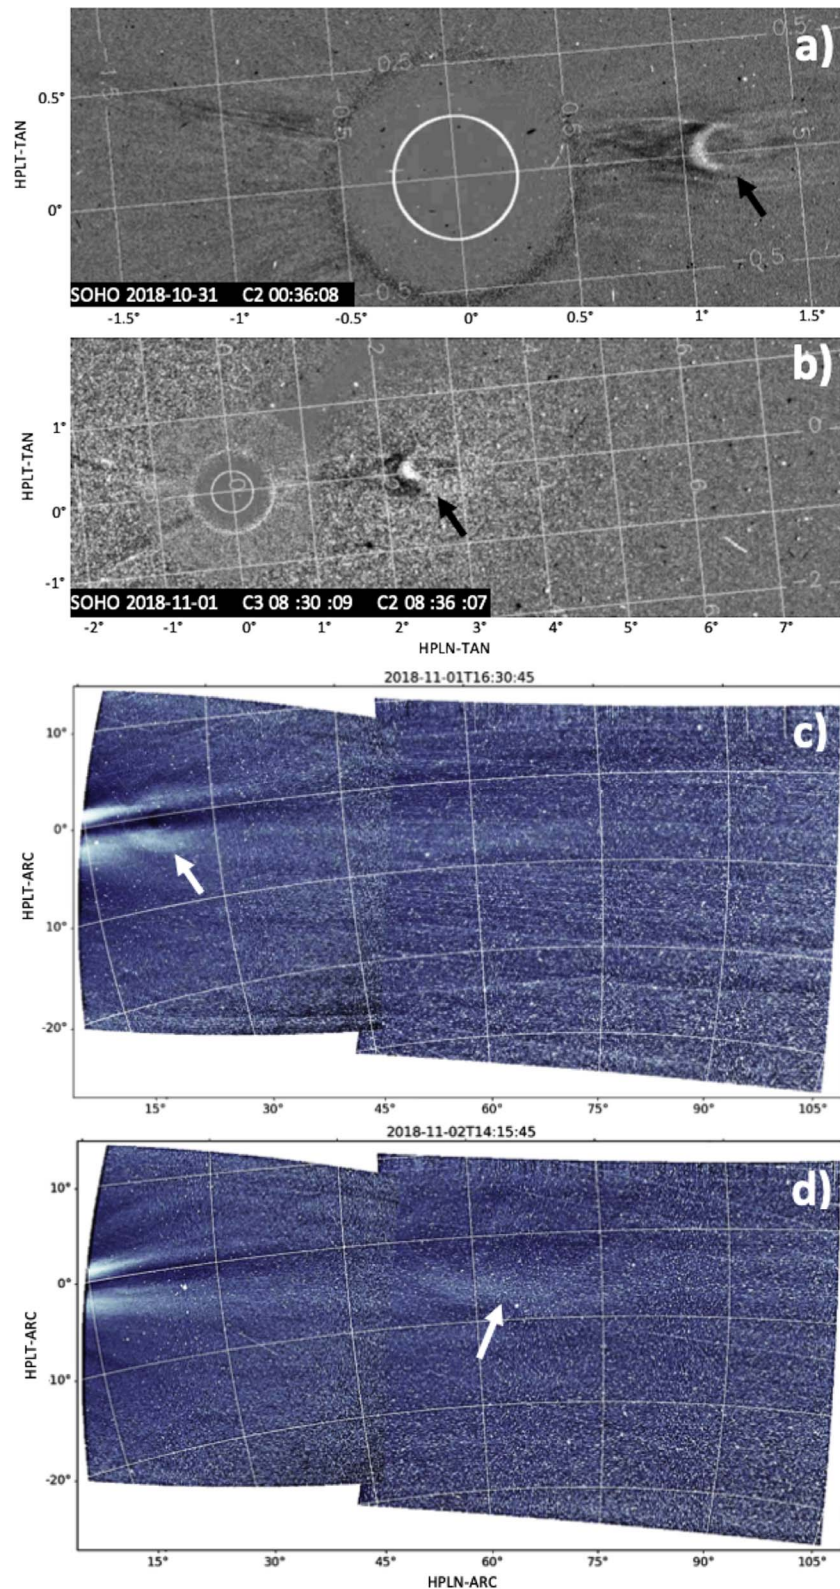 a)
0.5°
HPLT-TAN
0°
SOHO 2018-10-31 C2 00:36:08
-1.5° -1° -0.5° 0° 0.5° 1° 1.5°
b)
1°
HPLT-TAN
0°
-1°
SOHO 2018-11-01 C3 08 :30 :09 C2 08 :36 :07
-2° -1° 0° 1° 2° 3° 4° 5° 6° 7°
HPLN-TAN
2018-11-01T16:30:45
c)
10°
0°
HPLT-ARC
10°
-20°
15° 30° 45° 60° 75° 90° 105°
2018-11-02T14:15:45
d)
10°
0°
HPLT-ARC
-10°
-20°
15° 30° 45° 60° 75° 90° 105°
HPLN-ARC